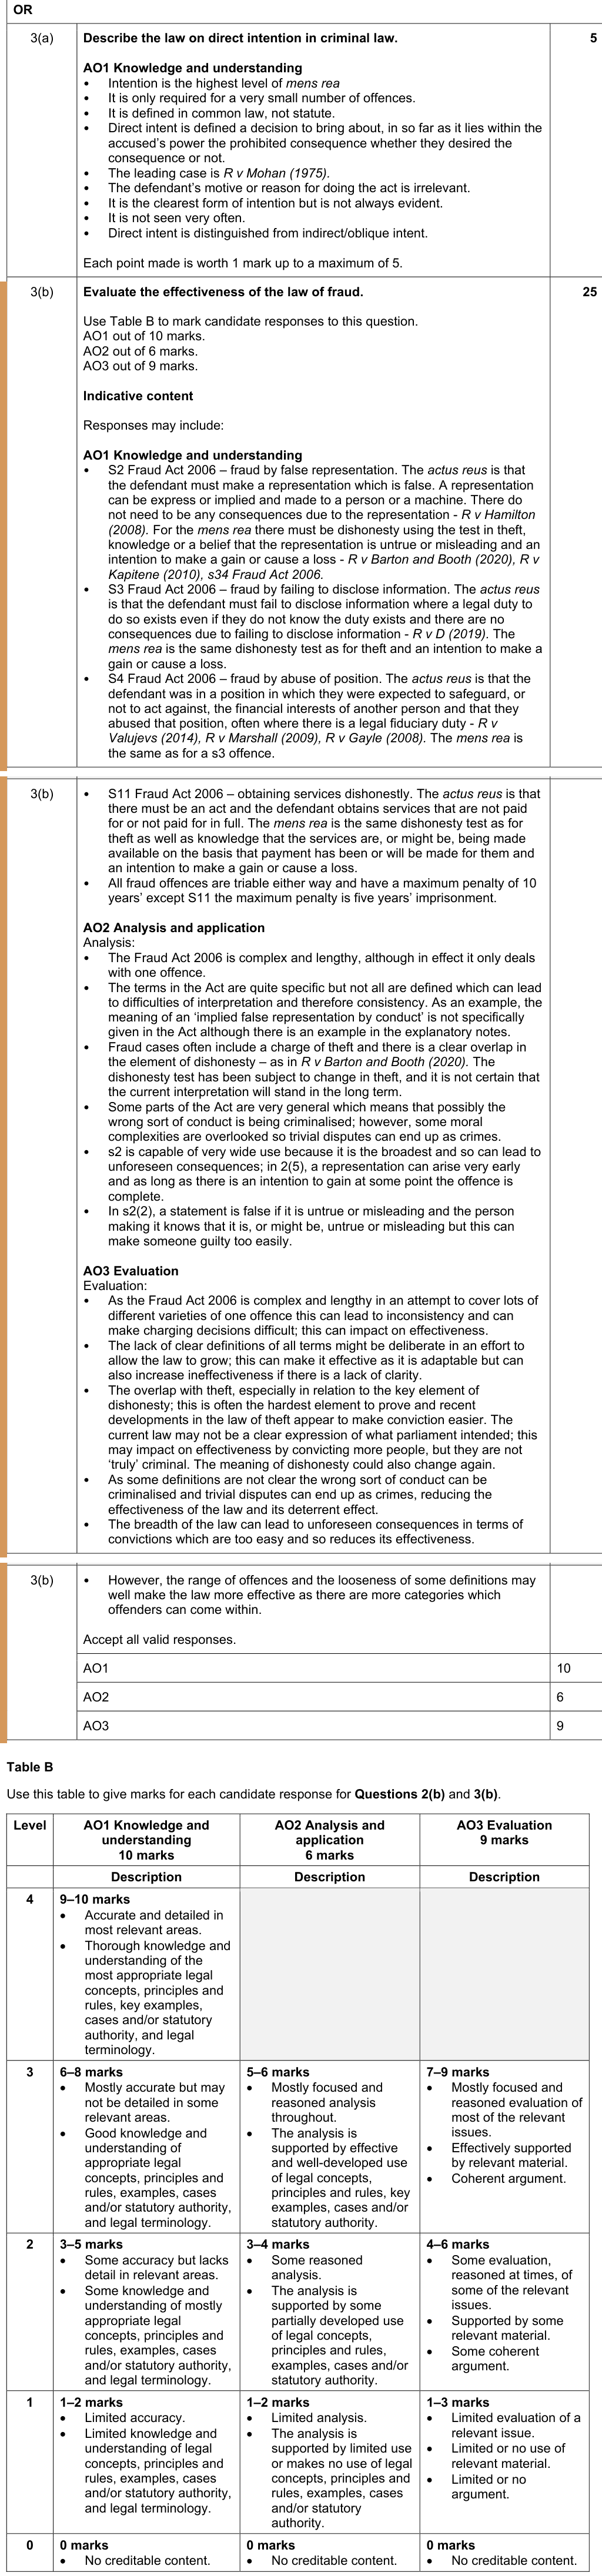 OR
3(a)
Describe the law on direct intention in criminal law.
5
AO1 Knowledge and understanding
• Intention is the highest level of mens rea
• It is only required for a very small number of offences.
• It is defined in common law, not statute.
• Direct intent is defined a decision to bring about, in so far as it lies within the
accused's power the prohibited consequence whether they desired the
consequence or not.
• The leading case is R v Mohan (1975).
• The defendant's motive or reason for doing the act is irrelevant.
• It is the clearest form of intention but is not always evident.
• It is not seen very often.
• Direct intent is distinguished from indirect/oblique intent.
Each point made is worth 1 mark up to a maximum of 5.
3(b)
Evaluate the effectiveness of the law of fraud.
25
Use Table B to mark candidate responses to this question.
AO1 out of 10 marks.
AO2 out of 6 marks.
AO3 out of 9 marks.
Indicative content
Responses may include:
AO1 Knowledge and understanding
• S2 Fraud Act 2006 – fraud by false representation. The actus reus is that
the defendant must make a representation which is false. A representation
can be express or implied and made to a person or a machine. There do
not need to be any consequences due to the representation - R v Hamilton
(2008). For the mens rea there must be dishonesty using the test in theft,
knowledge or a belief that the representation is untrue or misleading and an
intention to make a gain or cause a loss - R v Barton and Booth (2020), R v
Kapitene (2010), s34 Fraud Act 2006.
• S3 Fraud Act 2006 – fraud by failing to disclose information. The actus reus
is that the defendant must fail to disclose information where a legal duty to
do so exists even if they do not know the duty exists and there are no
consequences due to failing to disclose information - R v D (2019). The
mens rea is the same dishonesty test as for theft and an intention to make a
gain or cause a loss.
• S4 Fraud Act 2006 – fraud by abuse of position. The actus reus is that the
defendant was in a position in which they were expected to safeguard, or
not to act against, the financial interests of another person and that they
abused that position, often where there is a legal fiduciary duty - R v
Valujevs (2014), R v Marshall (2009), R v Gayle (2008). The mens rea is
the same as for a s3 offence.
3(b)
• S11 Fraud Act 2006 – obtaining services dishonestly. The actus reus is that
there must be an act and the defendant obtains services that are not paid
for or not paid for in full. The mens rea is the same dishonesty test as for
theft as well as knowledge that the services are, or might be, being made
available on the basis that payment has been or will be made for them and
an intention to make a gain or cause a loss.
• All fraud offences are triable either way and have a maximum penalty of 10
years' except S11 the maximum penalty is five years' imprisonment.
AO2 Analysis and application
Analysis:
• The Fraud Act 2006 is complex and lengthy, although in effect it only deals
with one offence.
• The terms in the Act are quite specific but not all are defined which can lead
to difficulties of interpretation and therefore consistency. As an example, the
meaning of an 'implied false representation by conduct' is not specifically
given in the Act although there is an example in the explanatory notes.
• Fraud cases often include a charge of theft and there is a clear overlap in
the element of dishonesty – as in R v Barton and Booth (2020). The
dishonesty test has been subject to change in theft, and it is not certain that
the current interpretation will stand in the long term.
• Some parts of the Act are very general which means that possibly the
wrong sort of conduct is being criminalised; however, some moral
complexities are overlooked so trivial disputes can end up as crimes.
• s2 is capable of very wide use because it is the broadest and so can lead to
unforeseen consequences; in 2(5), a representation can arise very early
and as long as there is an intention to gain at some point the offence is
complete.
• In s2(2), a statement is false if it is untrue or misleading and the person
making it knows that it is, or might be, untrue or misleading but this can
make someone guilty too easily.
AO3 Evaluation
Evaluation:
• As the Fraud Act 2006 is complex and lengthy in an attempt to cover lots of
different varieties of one offence this can lead to inconsistency and can
make charging decisions difficult; this can impact on effectiveness.
• The lack of clear definitions of all terms might be deliberate in an effort to
allow the law to grow; this can make it effective as it is adaptable but can
also increase ineffectiveness if there is a lack of clarity.
• The overlap with theft, especially in relation to the key element of
dishonesty; this is often the hardest element to prove and recent
developments in the law of theft appear to make conviction easier. The
current law may not be a clear expression of what parliament intended; this
may impact on effectiveness by convicting more people, but they are not
'truly' criminal. The meaning of dishonesty could also change again.
• As some definitions are not clear the wrong sort of conduct can be
criminalised and trivial disputes can end up as crimes, reducing the
effectiveness of the law and its deterrent effect.
• The breadth of the law can lead to unforeseen consequences in terms of
convictions which are too easy and so reduces its effectiveness.
3(b)
• However, the range of offences and the looseness of some definitions may
well make the law more effective as there are more categories which
offenders can come within.
Accept all valid responses.
AO1 10
AO2 6
AO3 9
Table B
Use this table to give marks for each candidate response for Questions 2(b) and 3(b).
Level
AO1 Knowledge and
understanding
10 marks
AO2 Analysis and
application
6 marks
AO3 Evaluation
9 marks
Description
Description
Description
4
9–10 marks
• Accurate and detailed in
most relevant areas.
• Thorough knowledge and
understanding of the
most appropriate legal
concepts, principles and
rules, key examples,
cases and/or statutory
authority, and legal
terminology.
3
6–8 marks
• Mostly accurate but may
not be detailed in some
relevant areas.
• Good knowledge and
understanding of
appropriate legal
concepts, principles and
rules, examples, cases
and/or statutory authority,
and legal terminology.
5–6 marks
• Mostly focused and
reasoned analysis
throughout.
• The analysis is
supported by effective
and well-developed use
of legal concepts,
principles and rules, key
examples, cases and/or
statutory authority.
7–9 marks
• Mostly focused and
reasoned evaluation of
most of the relevant
issues.
• Effectively supported
by relevant material.
• Coherent argument.
2
3–5 marks
• Some accuracy but lacks
detail in relevant areas.
• Some knowledge and
understanding of mostly
appropriate legal
concepts, principles and
rules, examples, cases
and/or statutory authority,
and legal terminology.
3–4 marks
• Some reasoned
analysis.
• The analysis is
supported by some
partially developed use
of legal concepts,
principles and rules,
examples, cases and/or
statutory authority.
4–6 marks
• Some evaluation,
reasoned at times, of
some of the relevant
issues.
• Supported by some
relevant material.
• Some coherent
argument.
1
1–2 marks
• Limited accuracy.
• Limited knowledge and
understanding of legal
concepts, principles and
rules, examples, cases
and/or statutory authority,
and legal terminology.
1–2 marks
• Limited analysis.
• The analysis is
supported by limited use
or makes no use of legal
concepts, principles and
rules, examples, cases
and/or statutory
authority.
1–3 marks
• Limited evaluation of a
relevant issue.
• Limited or no use of
relevant material.
• Limited or no
argument.
0
0 marks
• No creditable content.
0 marks
• No creditable content.
0 marks
• No creditable content.